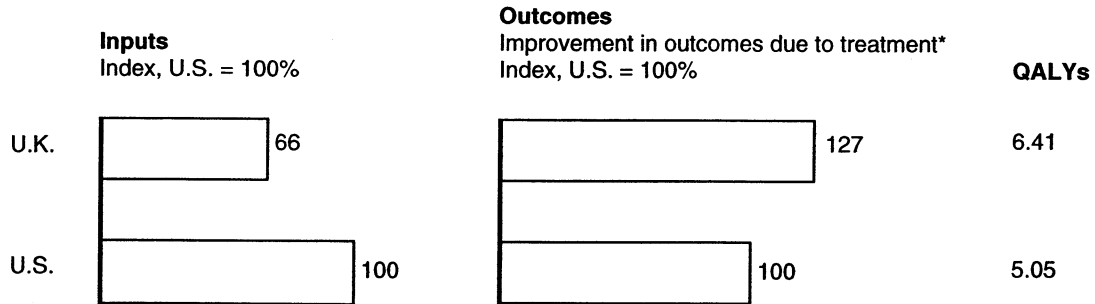 Inputs
Index, U.S. = 100%
Outcomes
Improvement in outcomes due to treatment*
Index, U.S. = 100%
QALYs
U.K.
66
127
6.41
U.S.
100
100
5.05